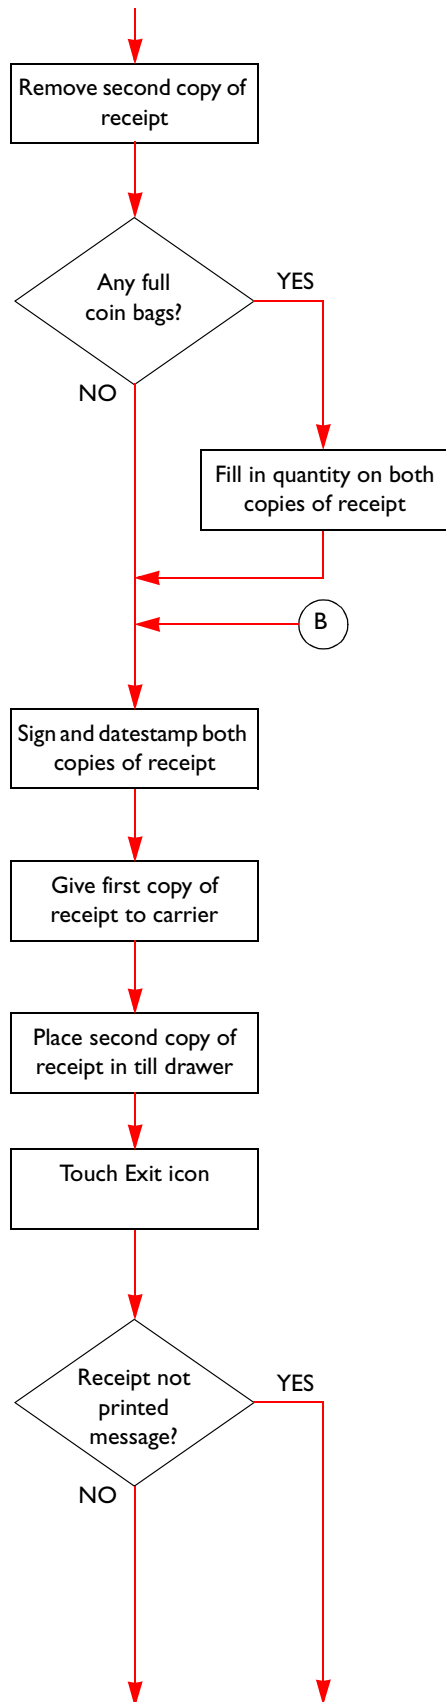 Remove second copy of
receipt
Any full
coin bags?
YES
NO
Fill in quantity on both
copies of receipt
B
Sign and datestamp both
copies of receipt
Give first copy of
receipt to carrier
Place second copy of
receipt in till drawer
Touch Exit icon
Receipt not
printed
message?
YES
NO